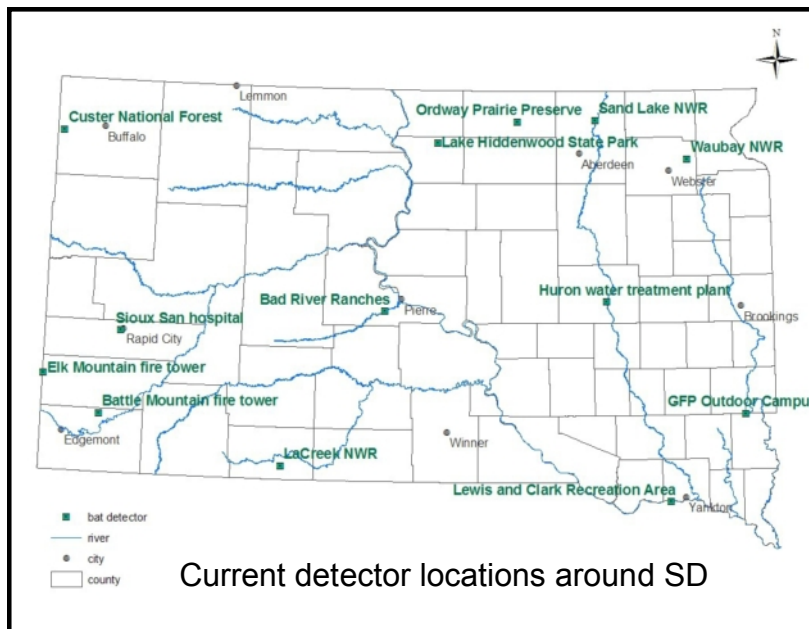 N
Lemmon
Custer National Forest
Buffalo
Ordway Prairie Preserve
Sand Lake NWR
Lake Hiddenwood State Park
Aberdeen
Waubay NWR
Webster
Bad River Ranches
Pierre
Huron water treatment plant
Brookings
Sioux San hospital
Rapid City
Elk Mountain fire tower
Battle Mountain fire tower
GFP Outdoor Campu
Edgemont
Winner
LaCreek NWR
Lewis and Clark Recreation Area
Yankton
bat detector
river
city
county
Current detector locations around SD